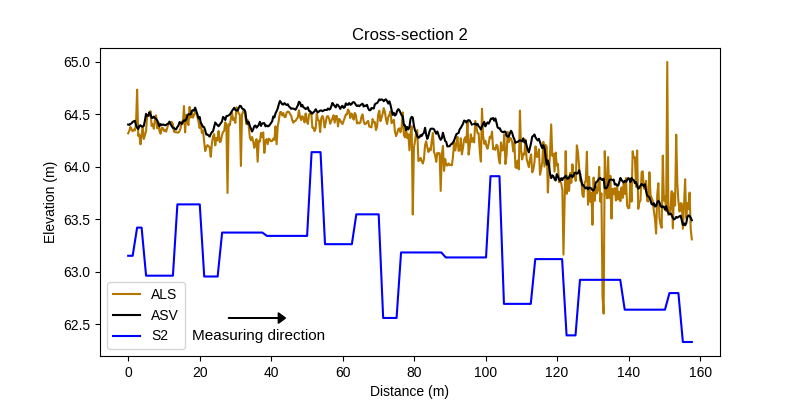 Cross-section 2
Elevation (m)
65.0
64.5
64.0
63.5
63.0
62.5
ALS
ASV
S2
Measuring direction
0 20 40 60 80 100 120 140 160
Distance (m)